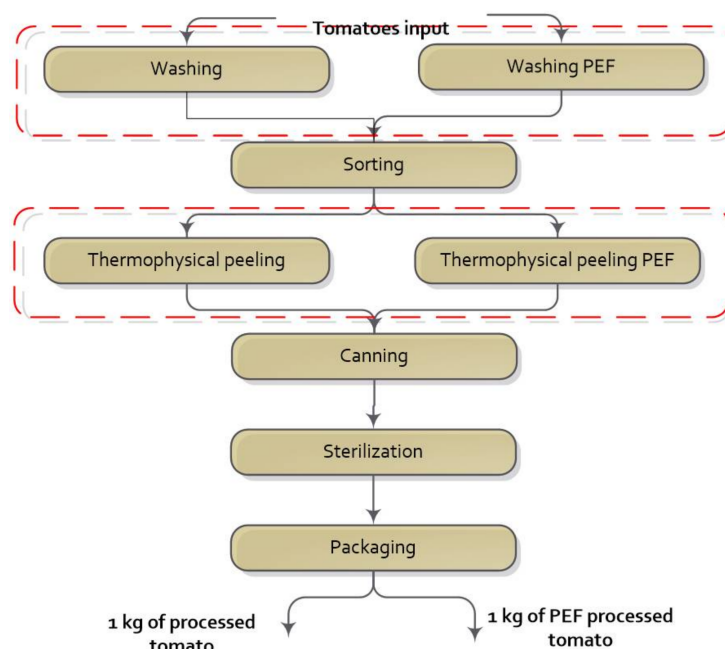 Tomatoes input
Washing
Washing PEF
Sorting
Thermophysical peeling
Thermophysical peeling PEF
Canning
Sterilization
Packaging
1 kg of processed
tomato
1 kg of PEF processed
tomato